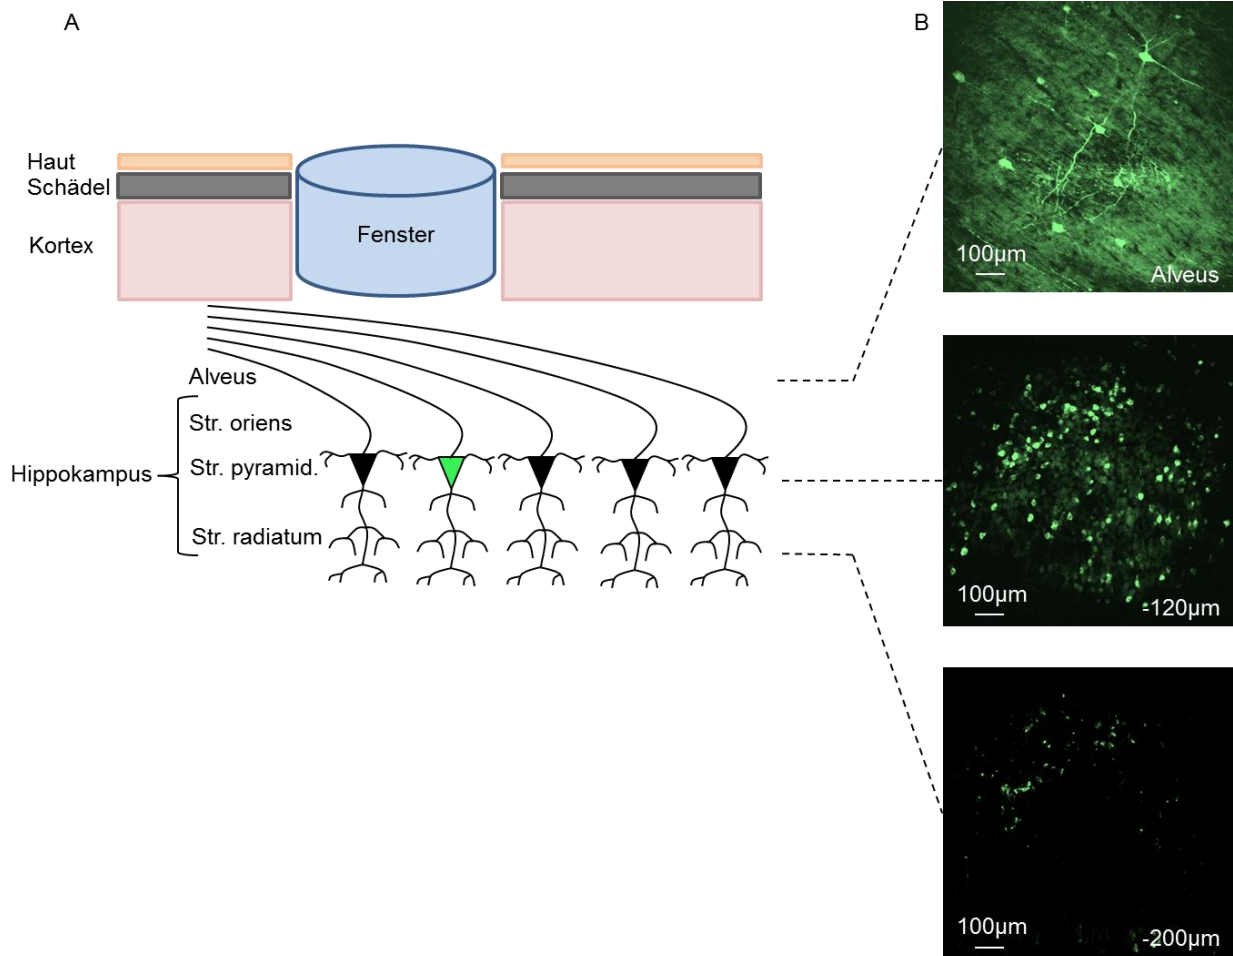 A
B
Haut
Schädel
Kortex
Fenster
Alveus
Str. oriens
Hippokampus
Str. pyramid.
Str. radiatum
100µm
Alveus
100µm
-120µm
100µm
-200µm